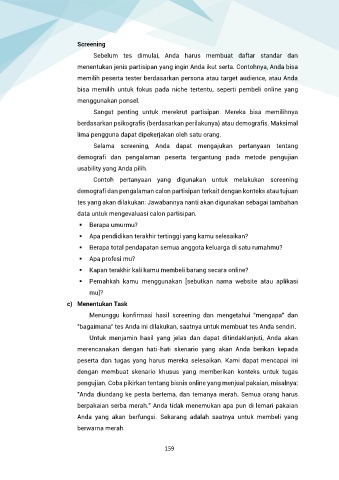 Screening
Sebelum tes dimulai, Anda harus membuat daftar standar dan
menentukan jenis partisipan yang ingin Anda ikut serta. Contohnya, Anda bisa
memilih peserta tester berdasarkan persona atau target audience, atau Anda
bisa memilih untuk fokus pada niche tertentu, seperti pembeli online yang
menggunakan ponsel.
Sangat penting untuk merekrut partisipan. Mereka bisa memilihnya
berdasarkan psikografis (berdasarkan perilakunya) atau demografis. Maksimal
lima pengguna dapat dipekerjakan oleh satu orang.
Selama screening, Anda dapat mengajukan pertanyaan tentang
demografi dan pengalaman peserta tergantung pada metode pengujian
usability yang Anda pilih.
Contoh pertanyaan yang digunakan untuk melakukan screening
demografi dan pengalaman calon partisipan terkait dengan konteks atau tujuan
tes yang akan dilakukan: Jawabannya nanti akan digunakan sebagai tambahan
data untuk mengevaluasi calon partisipan.
▪ Berapa umurmu?
▪ Apa pendidikan terakhir tertinggi yang kamu selesaikan?
▪ Berapa total pendapatan semua anggota keluarga di satu rumahmu?
▪ Apa profesi mu?
▪ Kapan terakhir kali kamu membeli barang secara online?
▪ Pernahkah kamu menggunakan [sebutkan nama website atau aplikasi
mu]?
c) Menentukan Task
Menunggu konfirmasi hasil screening dan mengetahui "mengapa" dan
"bagaimana" tes Anda ini dilakukan, saatnya untuk membuat tes Anda sendiri.
Untuk menjamin hasil yang jelas dan dapat ditindaklanjuti, Anda akan
merencanakan dengan hati-hati skenario yang akan Anda berikan kepada
peserta dan tugas yang harus mereka selesaikan. Kami dapat mencapai ini
dengan membuat skenario khusus yang memberikan konteks untuk tugas
pengujian. Coba pikirkan tentang bisnis online yang menjual pakaian, misalnya:
"Anda diundang ke pesta bertema, dan temanya merah. Semua orang harus
berpakaian serba merah." Anda tidak menemukan apa pun di lemari pakaian
Anda yang akan berfungsi. Sekarang adalah saatnya untuk membeli yang
berwarna merah.
159